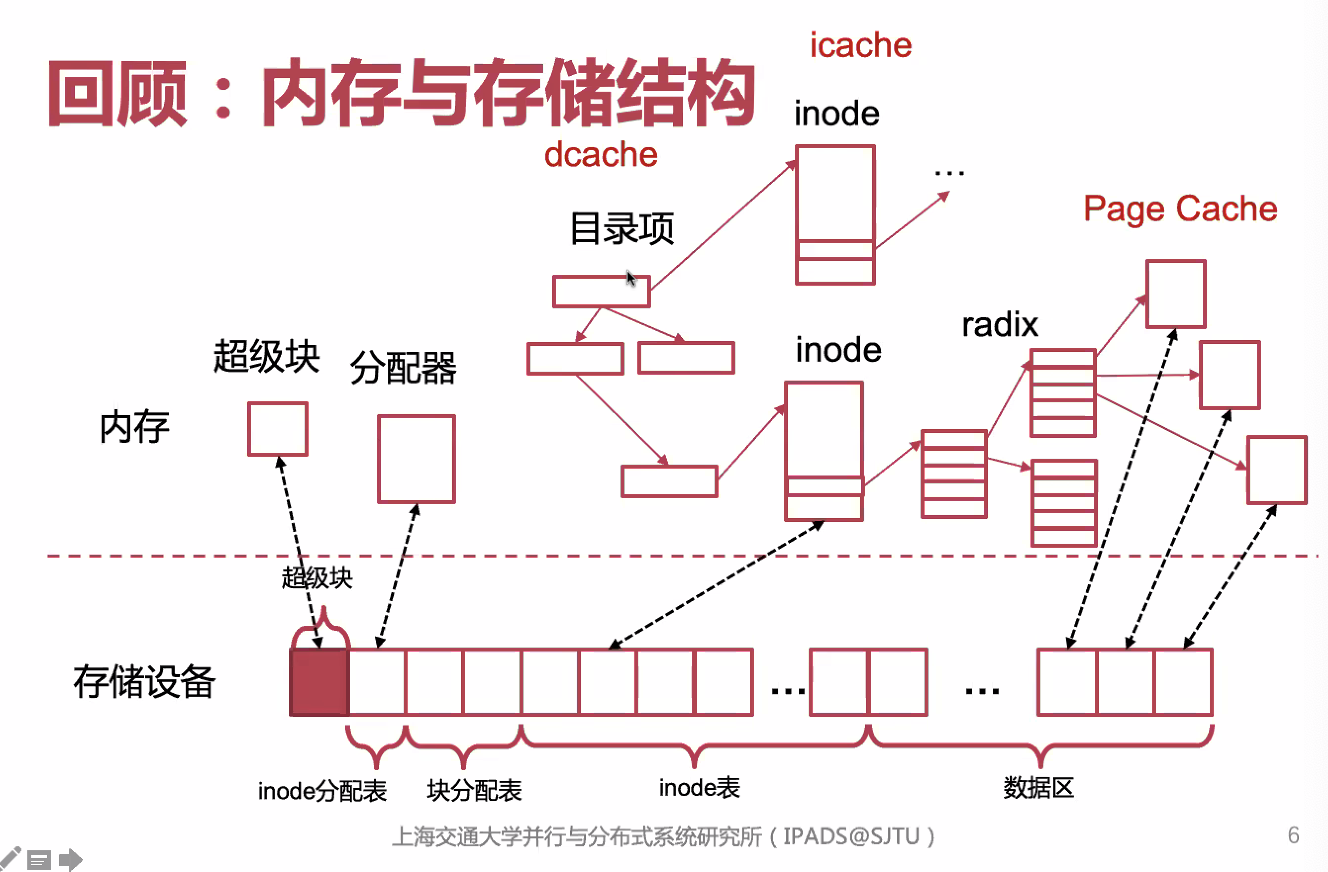 回顾：内存与存储结构
icache
inode
dcache
...
Page Cache
目录项
radix
inode
超级块
分配器
内存
超级块
存储设备
...
...
inode分配表
块分配表
inode表
数据区
上海交通大学并行与分布式系统研究所（IPADS@SJTU）
6